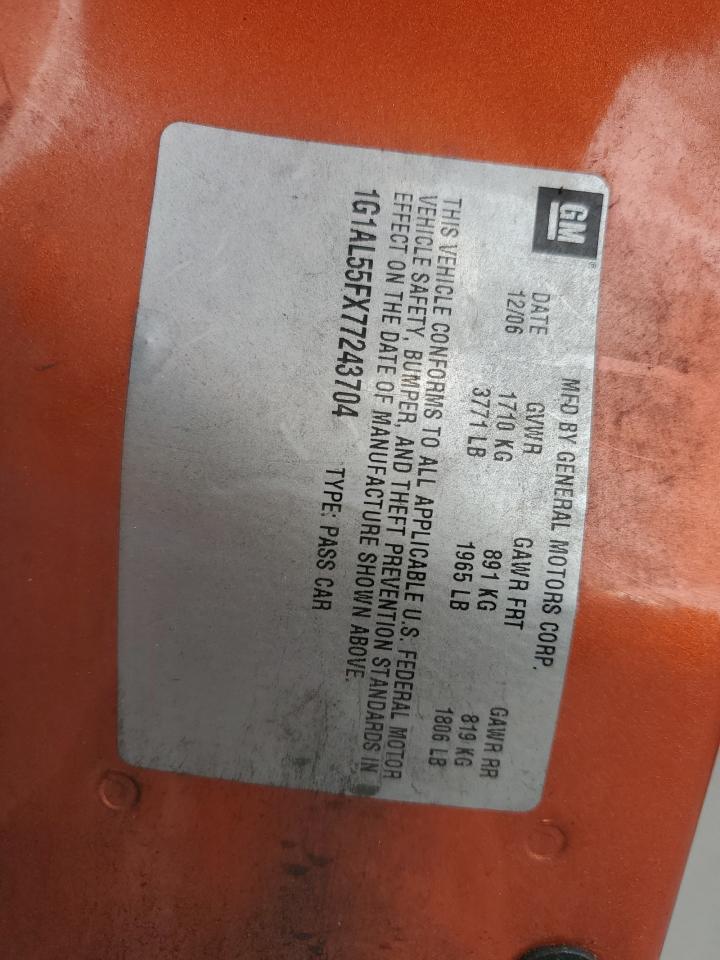 GM®
MFD BY GENERAL MOTORS CORP.
DATE GVWR GAWR FRT GAWR RR
12/06 1710 KG 891 KG 819 KG
3771 LB 1965 LB 1806 LB
THIS VEHICLE CONFORMS TO ALL APPLICABLE U.S. FEDERAL MOTOR
VEHICLE SAFETY, BUMPER, AND THEFT PREVENTION STANDARDS IN
EFFECT ON THE DATE OF MANUFACTURE SHOWN ABOVE.
1G1AL55FX77243704 TYPE: PASS CAR